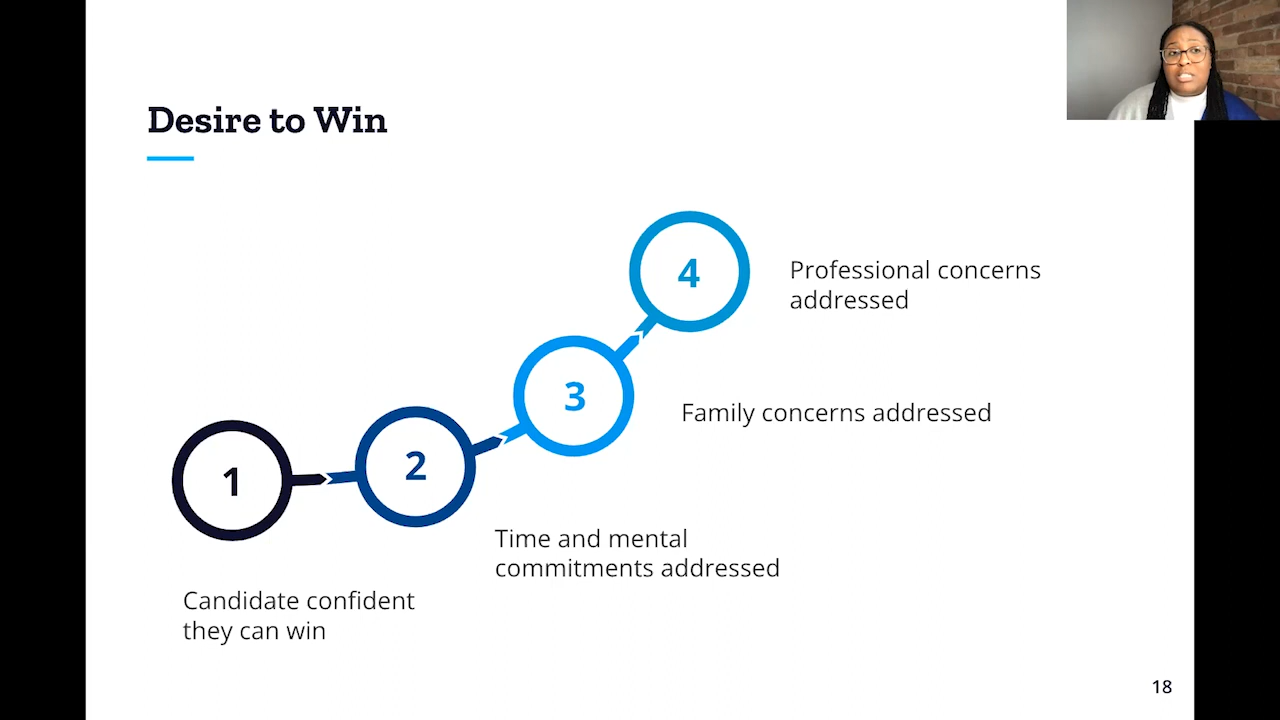 Desire to Win
1
Candidate confident
they can win
2
Time and mental
commitments addressed
3
Family concerns addressed
4
Professional concerns
addressed
18